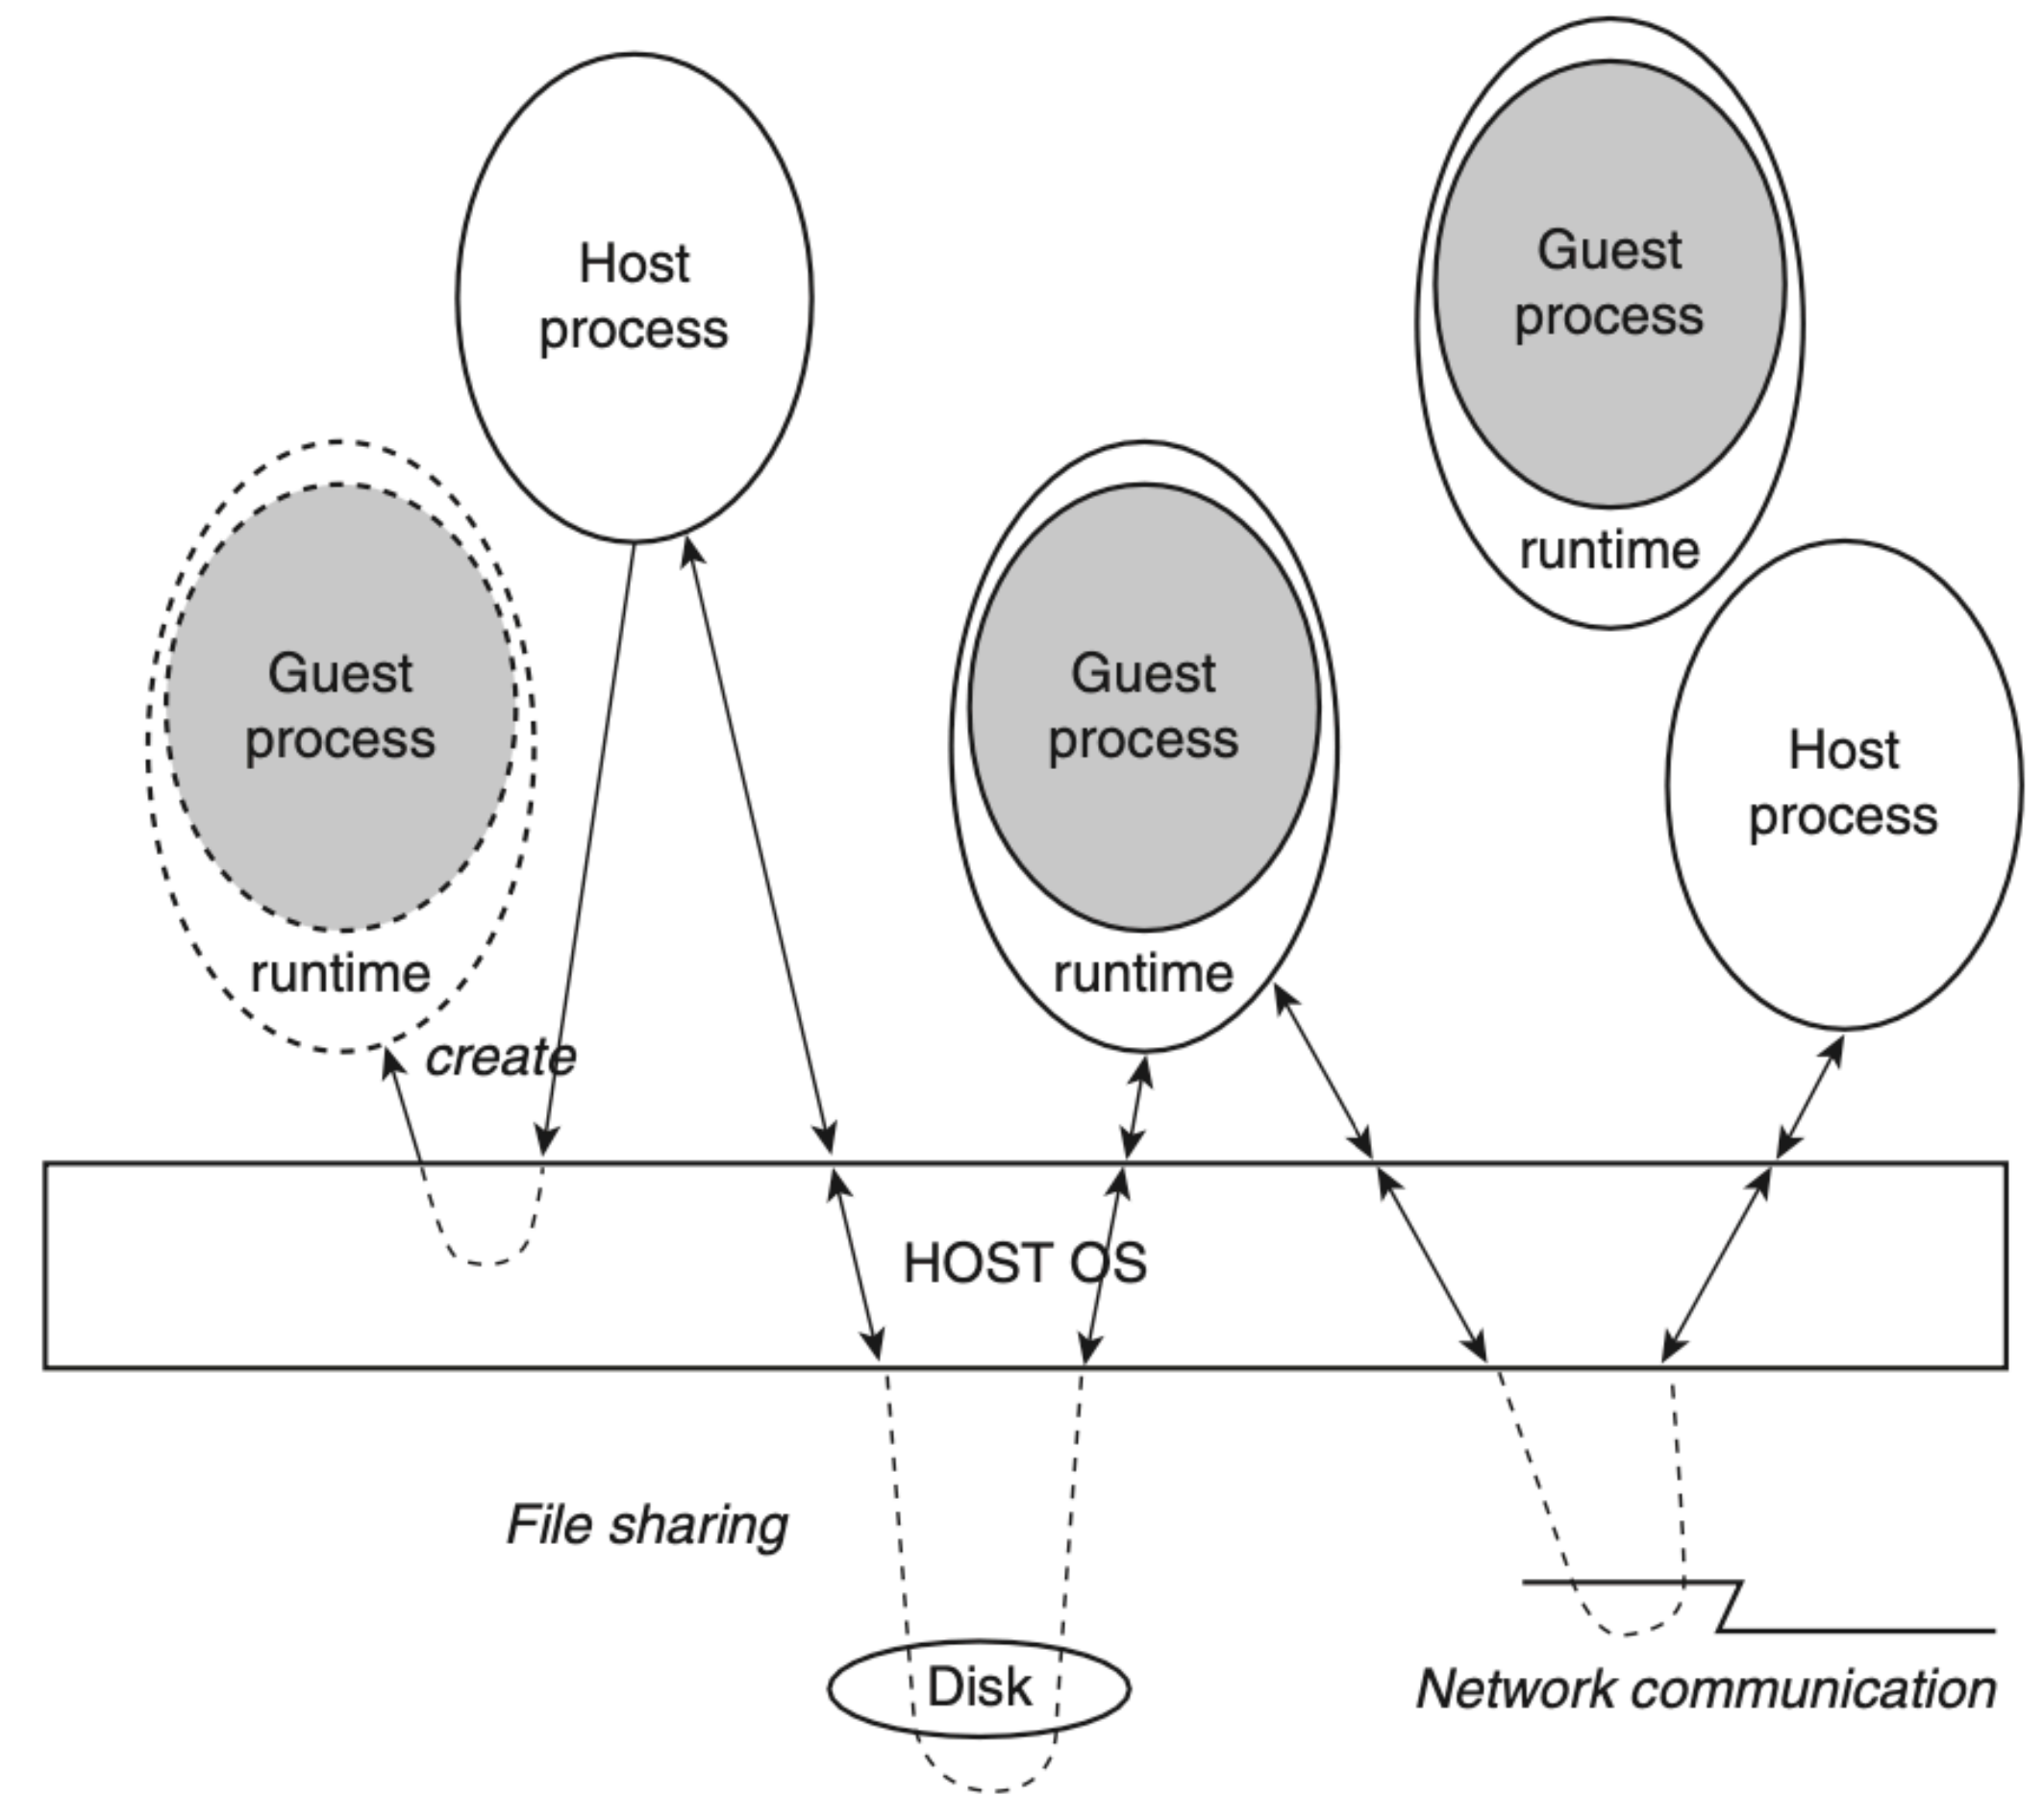 Host
process
Guest
process
runtime
Guest
process
runtime
create
Guest
process
runtime
Host
process
HOST OS
File sharing
Disk
Network communication